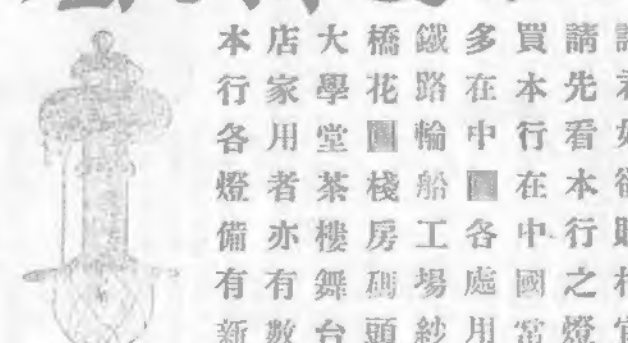 請先看本行之燈
買本行在中國
多在中國各處用
鐵路輪船工場紗
橋花園棧房碼頭
大學堂茶樓舞台
店家用者亦有數
本行各燈備有新